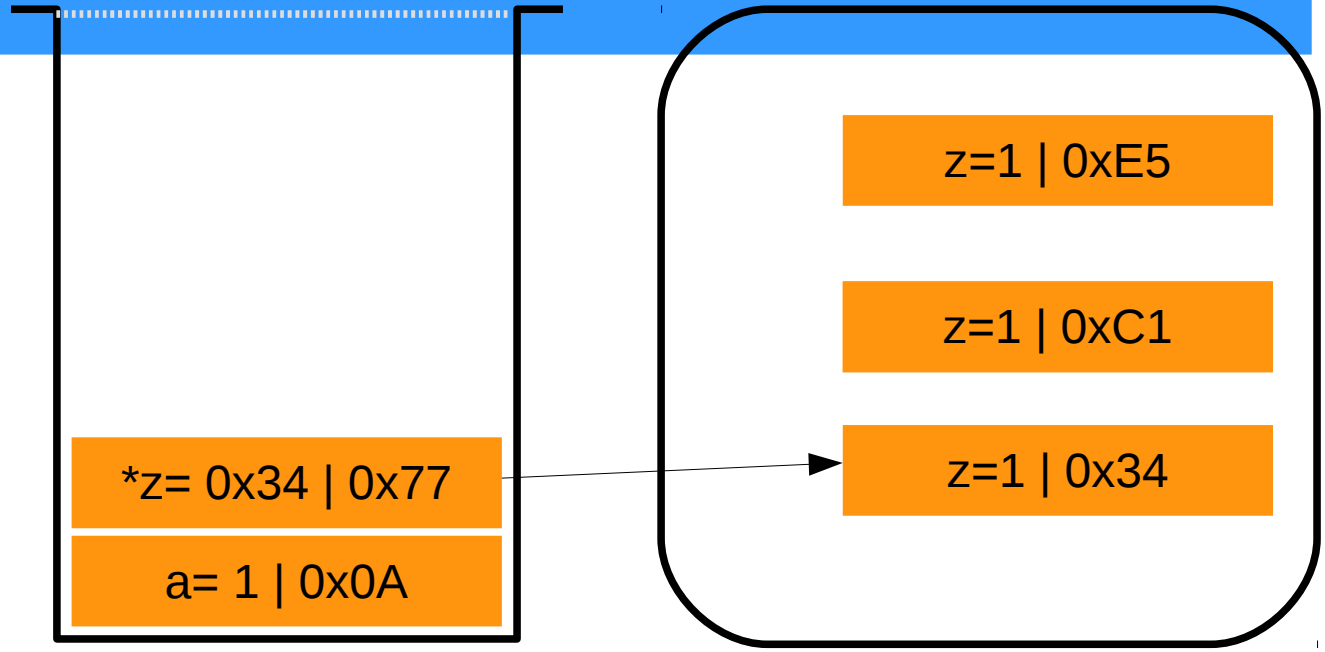 z=1 | 0xE5
z=1 | 0xC1
*z= 0x34 | 0x77
z=1 | 0x34
a= 1 | 0x0A